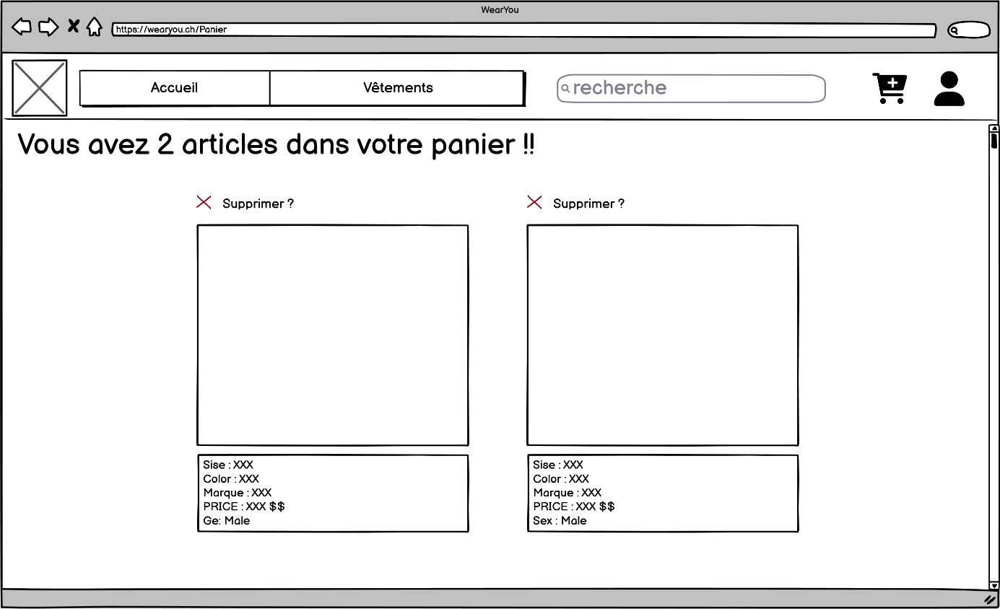 WearYou
https://wearyou.ch/Panier
Accueil
Vêtements
recherche
Vous avez 2 articles dans votre panier !!
Supprimer ?
Supprimer ?
Sise : XXX
Color : XXX
Marque : XXX
PRICE : XXX $$
Ge: Male
Sise : XXX
Color : XXX
Marque : XXX
PRICE : XXX $$
Sex : Male